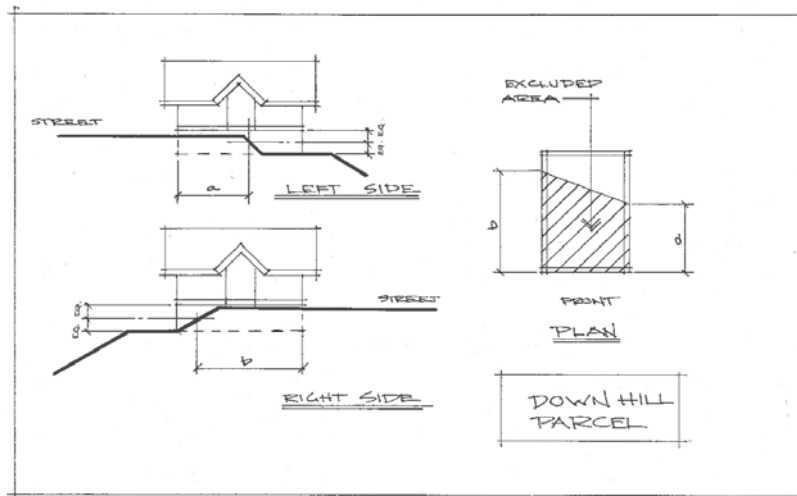 STREET
EQ. EQ.
a
LEFT SIDE
STREET
EQ. EQ.
b
RIGHT SIDE
EXCLUDED
AREA
b
a
FRONT
PLAN
DOWN HILL
PARCEL